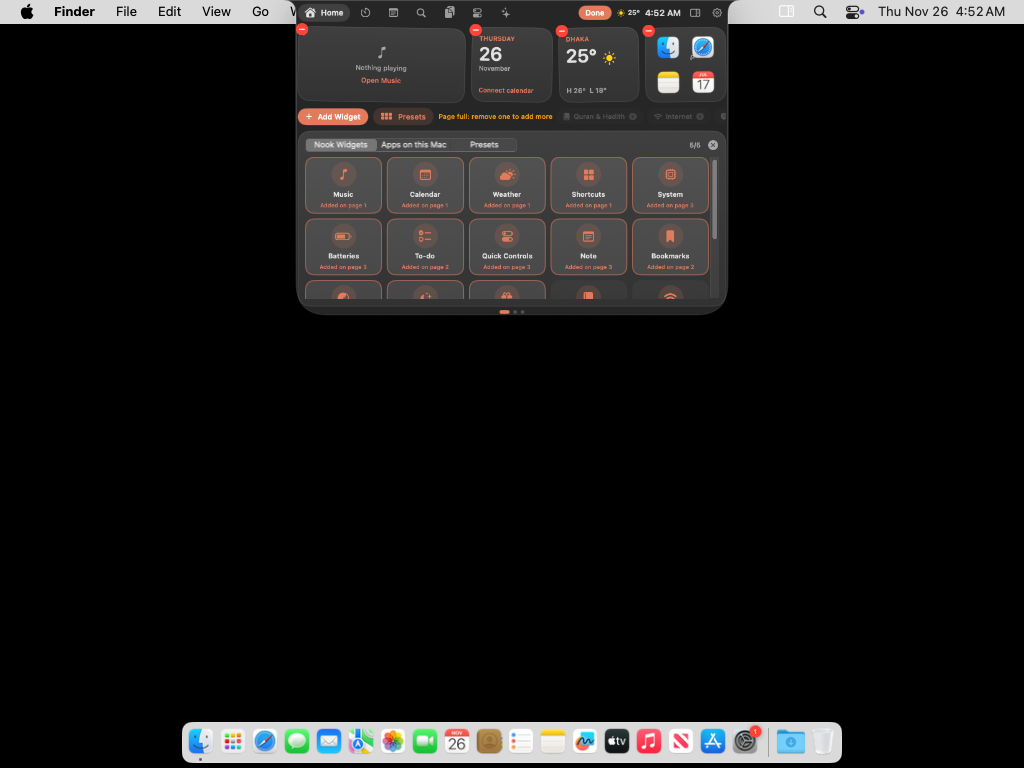 Finder File Edit View Go
Home
Done
25° 4:52 AM
Thu Nov 26 4:52 AM
Nothing playing
Open Music
THURSDAY
26
November
Connect calendar
DHAKA
25°
H 26° L 18°
JUL
17
Add Widget
Presets
Page full: remove one to add more
Quran & Hadith
Internet
Nook Widgets Apps on this Mac Presets
Music
Added on page 1
Calendar
Added on page 1
Weather
Added on page 1
Shortcuts
Added on page 1
System
Added on page 3
Batteries
Added on page 3
To-do
Added on page 2
Quick Controls
Added on page 3
Note
Added on page 3
Bookmarks
Added on page 2
NOV
26
tv
1